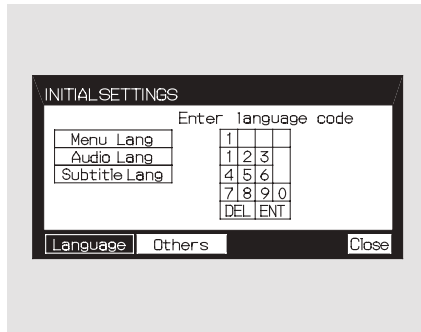 INITIAL SETTINGS
Enter language code
Menu Lang 1
Audio Lang 1 2 3
Subtitle Lang 4 5 6
7 8 9 0
DEL ENT
Language Others Close